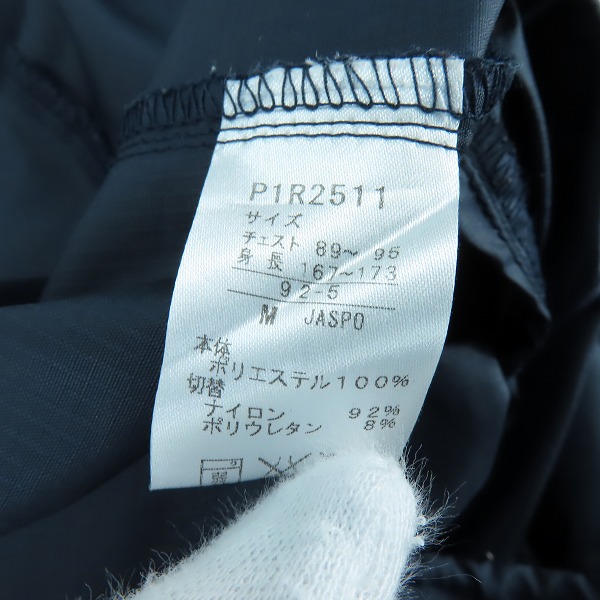 P1R2511
サイズ
チェスト 89～ 95
身 長 167～173
92-5
M JASPO
本体
ポリエステル100%
切替
ナイロン 92%
ポリウレタン 8%
弱